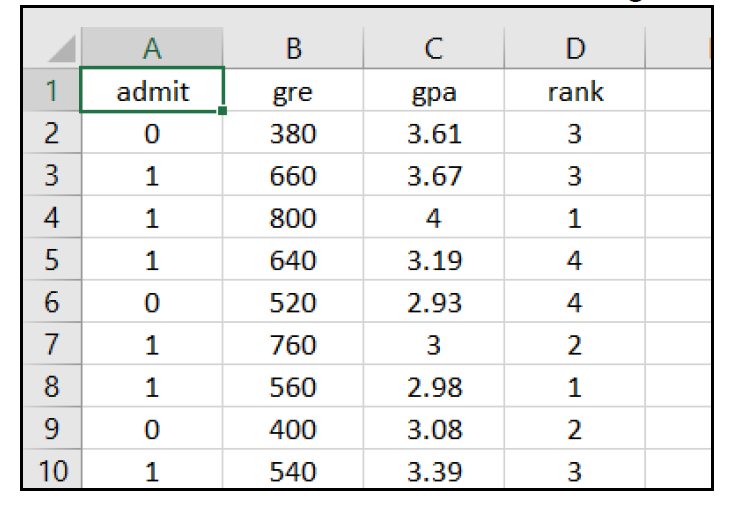 A B C D
1 admit gre gpa rank
2 0 380 3.61 3
3 1 660 3.67 3
4 1 800 4 1
5 1 640 3.19 4
6 0 520 2.93 4
7 1 760 3 2
8 1 560 2.98 1
9 0 400 3.08 2
10 1 540 3.39 3